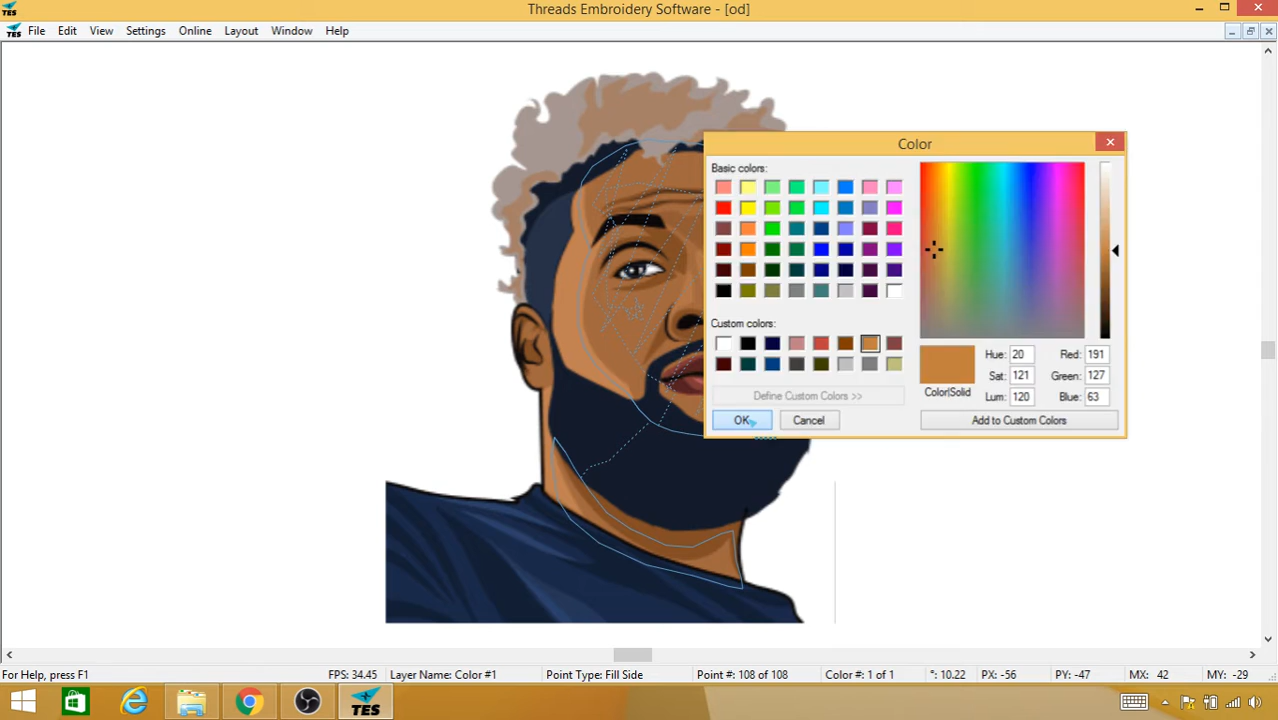 TES
Threads Embroidery Software - [od]
TES File Edit View Settings Online Layout Window Help
Color
Basic colors:
Custom colors:
Define Custom Colors >>
OK Cancel
Color|Solid
Hue: 20 Red: 191
Sat: 121 Green: 127
Lum: 120 Blue: 63
Add to Custom Colors
For Help, press F1 FPS: 34.45 Layer Name: Color #1 Point Type: Fill Side Point #: 108 of 108 Color #: 1 of 1 °: 10.22 PX: -56 PY: -47 MX: 42 MY: -29
TES